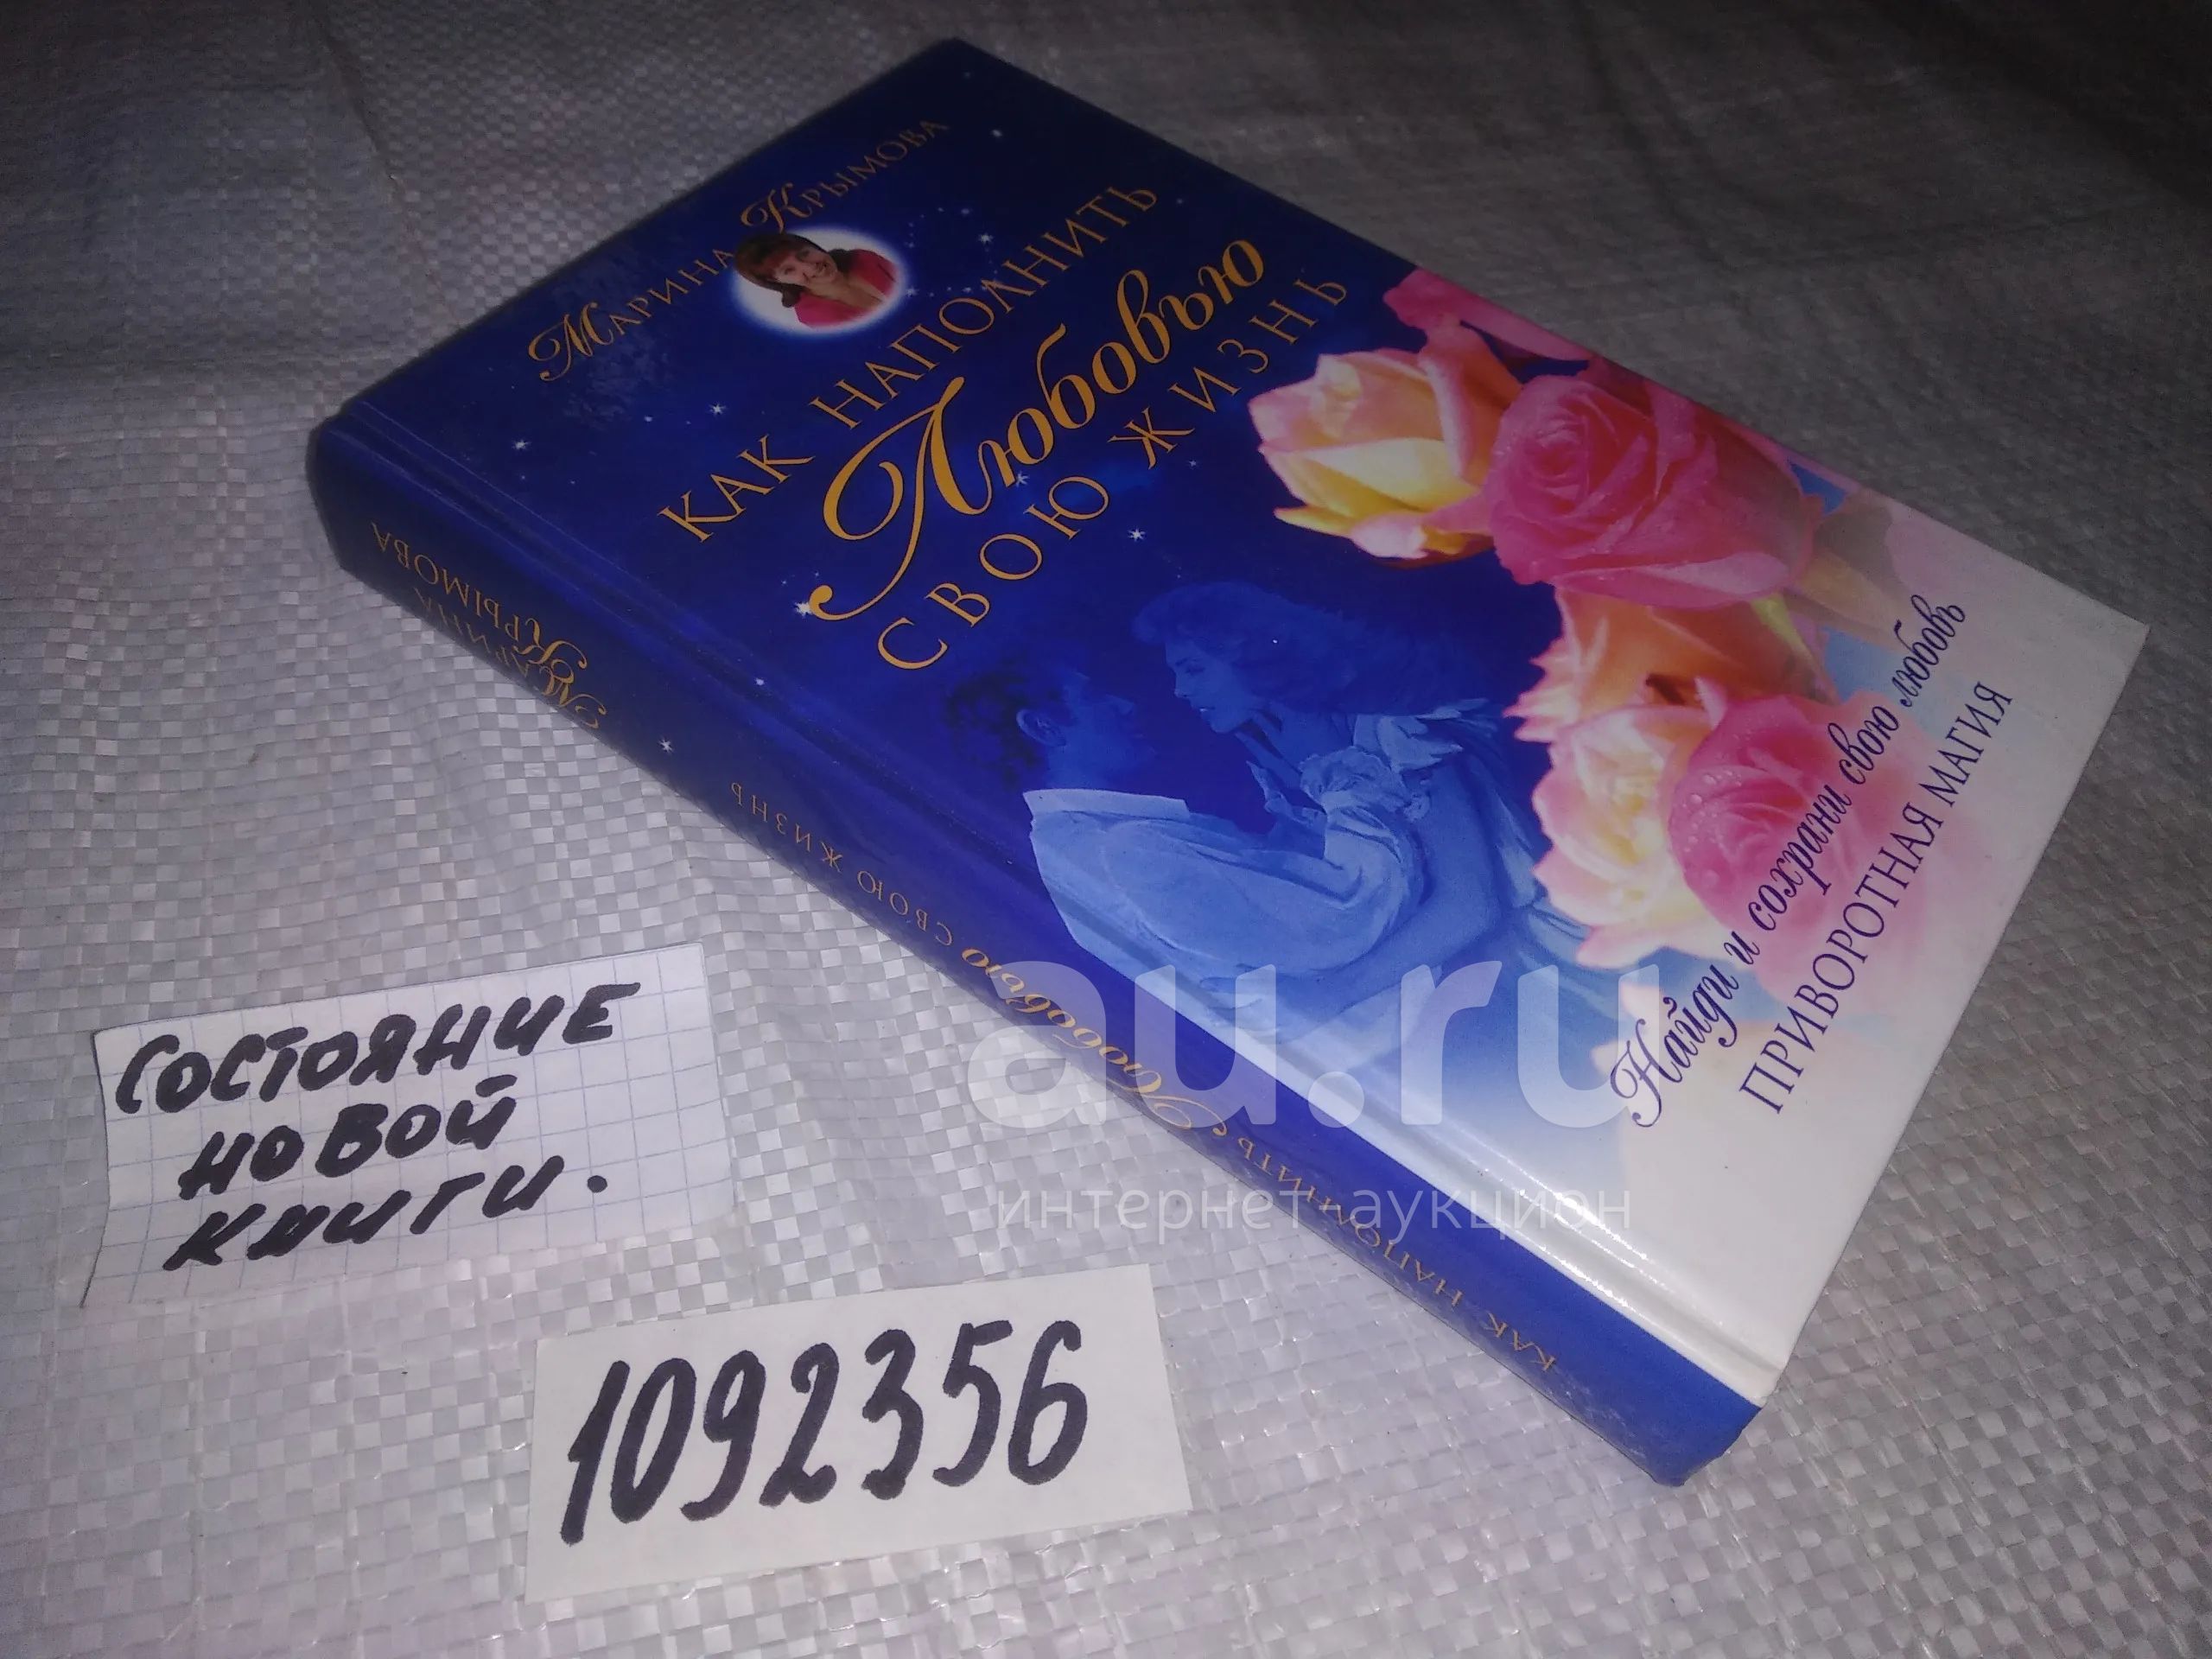 Марина Крымова
КАК НАПОЛНИТЬ
Любовью
СВОЮ ЖИЗНЬ
Найди и сохрани свою любовь
ПРИВОРОТНАЯ МАГИЯ
Марина
Крымова
КАК НАПОЛНИТЬ Любовью СВОЮ ЖИЗНЬ
au.ru
интернет-аукцион
СОСТОЯНИЕ
НОВОЙ
КНИГИ.
1092356